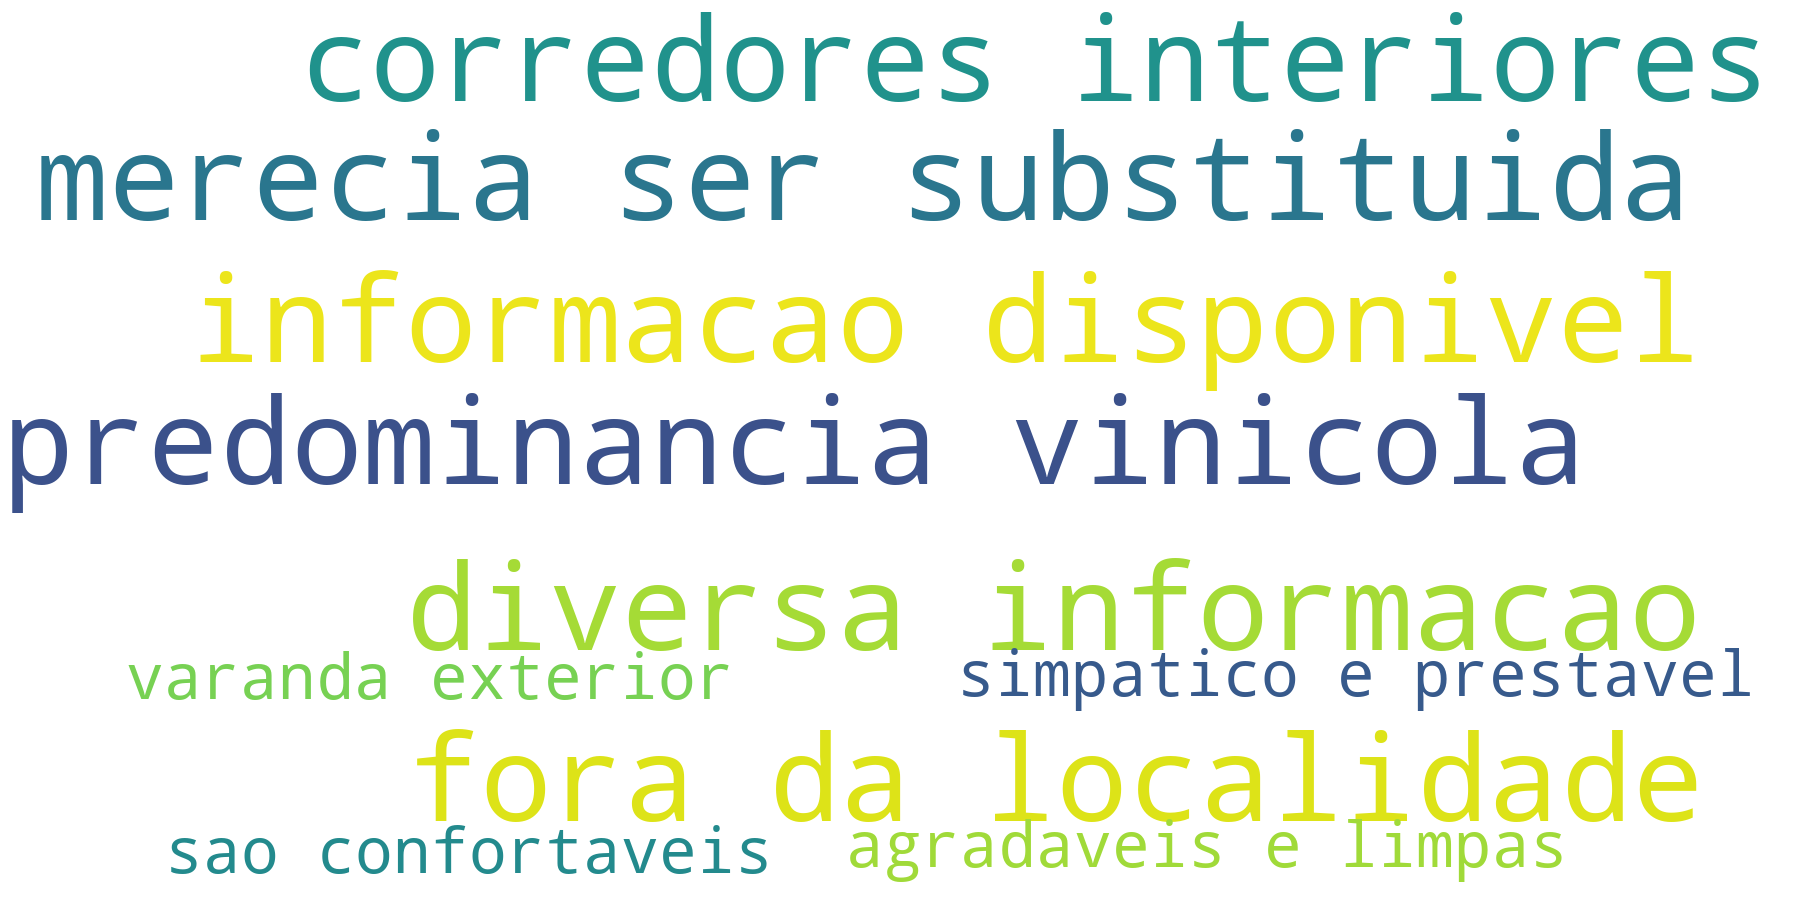 corredores interiores
merecia ser substituida
informacao disponivel
predominancia vinicola
diversa informacao
varanda exterior
simpatico e prestavel
fora da localidade
sao confortaveis
agradaveis e limpas